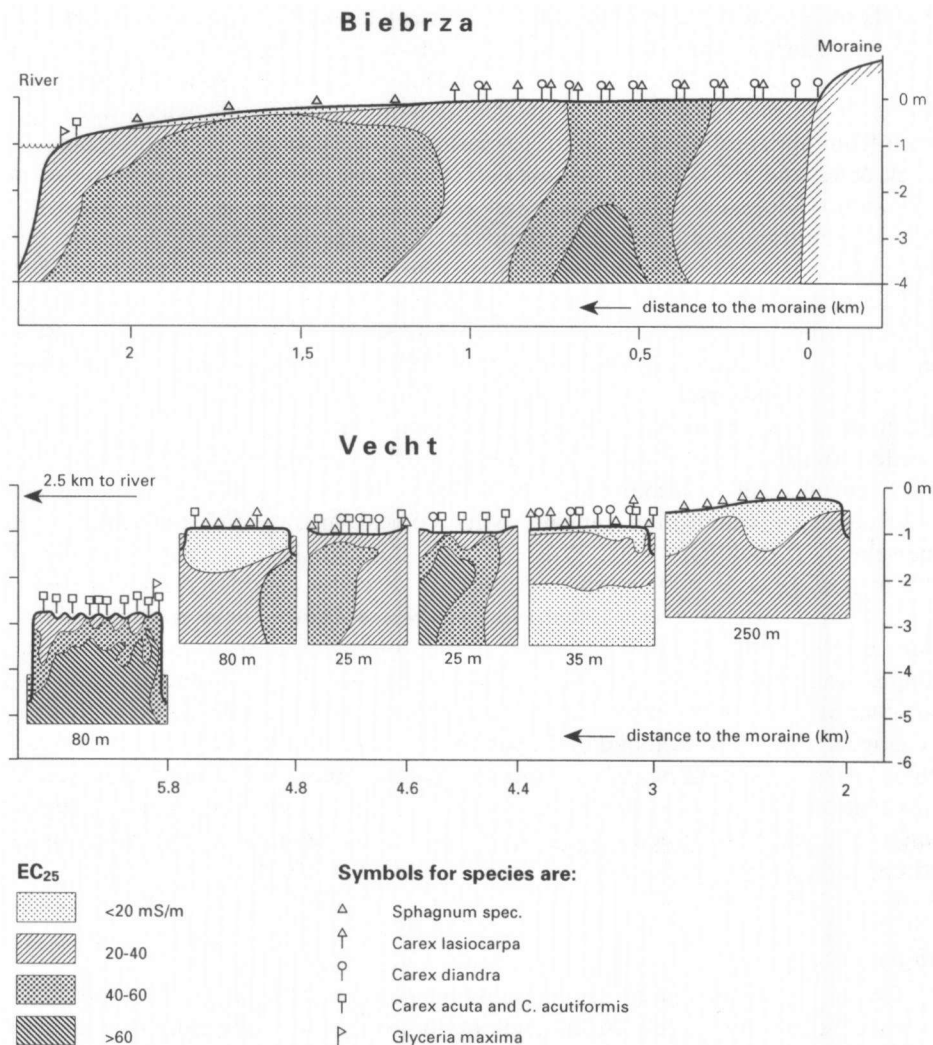 Biebrza
River
Moraine
0 m
-1
-2
-3
-4
distance to the moraine (km)
2
1,5
1
0,5
0
Vecht
2.5 km to river
0 m
-1
-2
-3
-4
-5
-6
80 m
80 m
25 m
25 m
35 m
250 m
distance to the moraine (km)
5.8
4.8
4.6
4.4
3
2
EC25
<20 mS/m
20-40
40-60
>60
Symbols for species are:
Sphagnum spec.
Carex lasiocarpa
Carex diandra
Carex acuta and C. acutiformis
Glyceria maxima